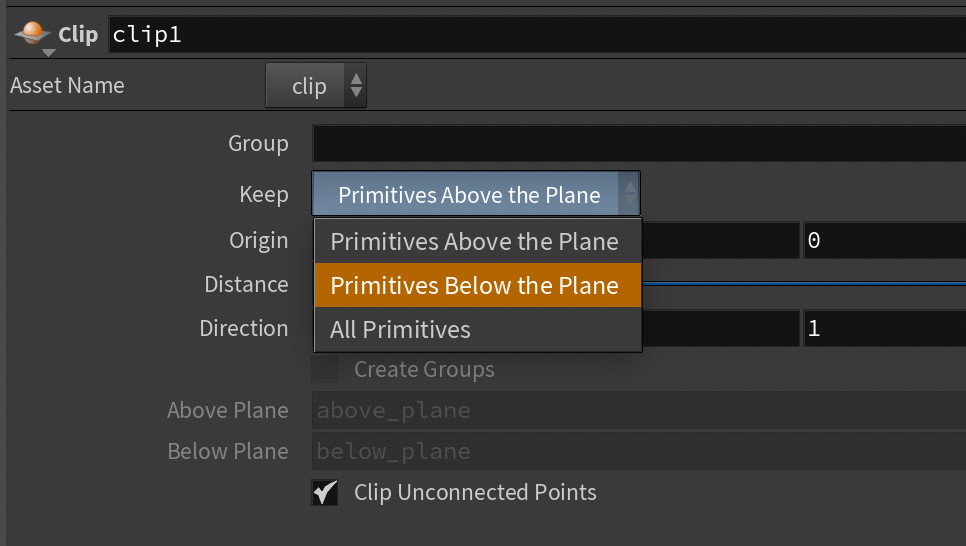 Clip clip1
Asset Name clip
Group
Keep Primitives Above the Plane
Origin Primitives Above the Plane 0
Distance Primitives Below the Plane
Direction All Primitives 1
Create Groups
Above Plane above_plane
Below Plane below_plane
Clip Unconnected Points